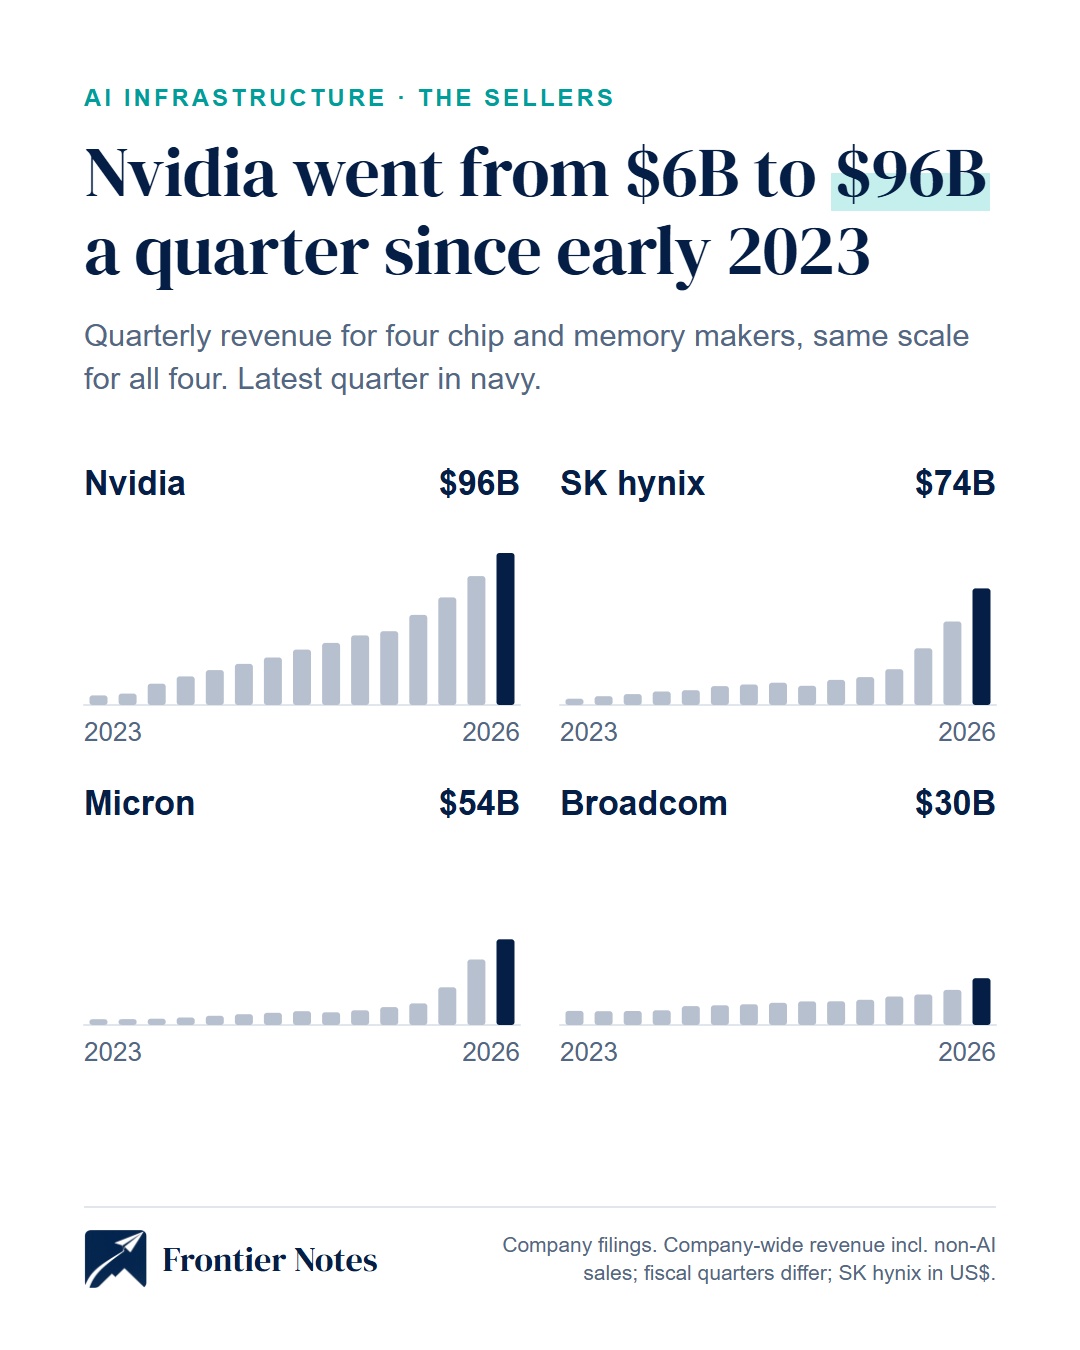 AI INFRASTRUCTURE · THE SELLERS
Nvidia went from $6B to $96B
a quarter since early 2023
Quarterly revenue for four chip and memory makers, same scale
for all four. Latest quarter in navy.
Nvidia $96B
2023 2026
SK hynix $74B
2023 2026
Micron $54B
2023 2026
Broadcom $30B
2023 2026
Frontier Notes
Company filings. Company-wide revenue incl. non-AI
sales; fiscal quarters differ; SK hynix in US$.